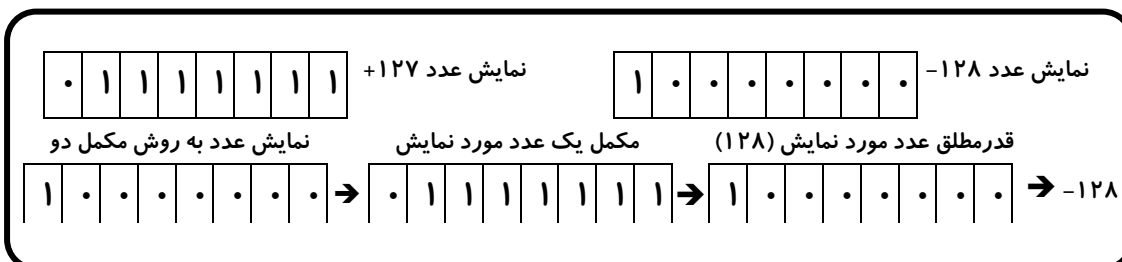 نمایش عدد ۱۲۸− ۱ ۰ ۰ ۰ ۰ ۰ ۰ ۰ نمایش عدد ۱۲۷+ ۰ ۱ ۱ ۱ ۱ ۱ ۱ ۱
قدرمطلق عدد مورد نمایش (۱۲۸) مکمل یک عدد مورد نمایش نمایش عدد به روش مکمل دو
−۱۲۸ ➔ ۱ ۰ ۰ ۰ ۰ ۰ ۰ ۰ ➔ ۰ ۱ ۱ ۱ ۱ ۱ ۱ ۱ ➔ ۱ ۰ ۰ ۰ ۰ ۰ ۰ ۰